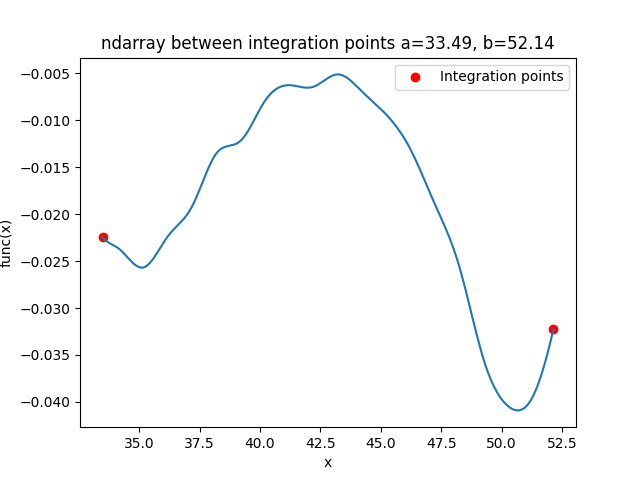 ndarray between integration points a=33.49, b=52.14
Integration points
func(x)
−0.005
−0.010
−0.015
−0.020
−0.025
−0.030
−0.035
−0.040
35.0 37.5 40.0 42.5 45.0 47.5 50.0 52.5
x